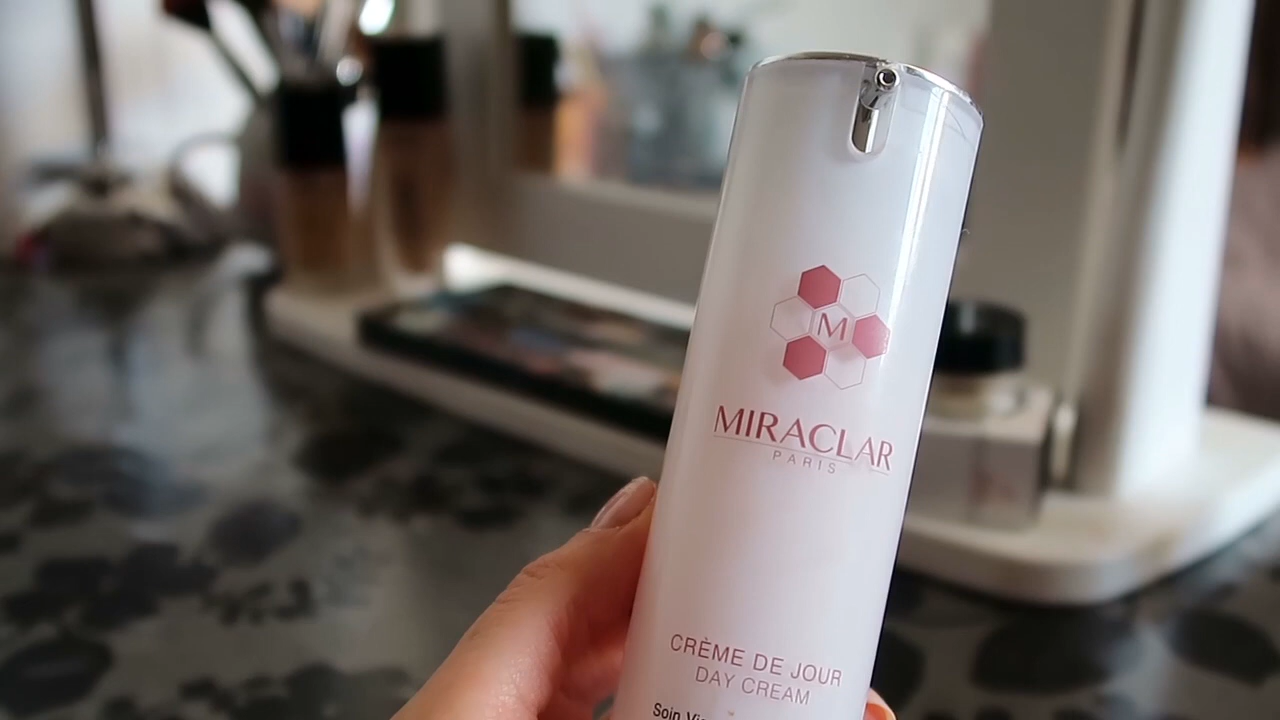 M
MIRACLAR
PARIS
CRÈME DE JOUR
DAY CREAM
Soin